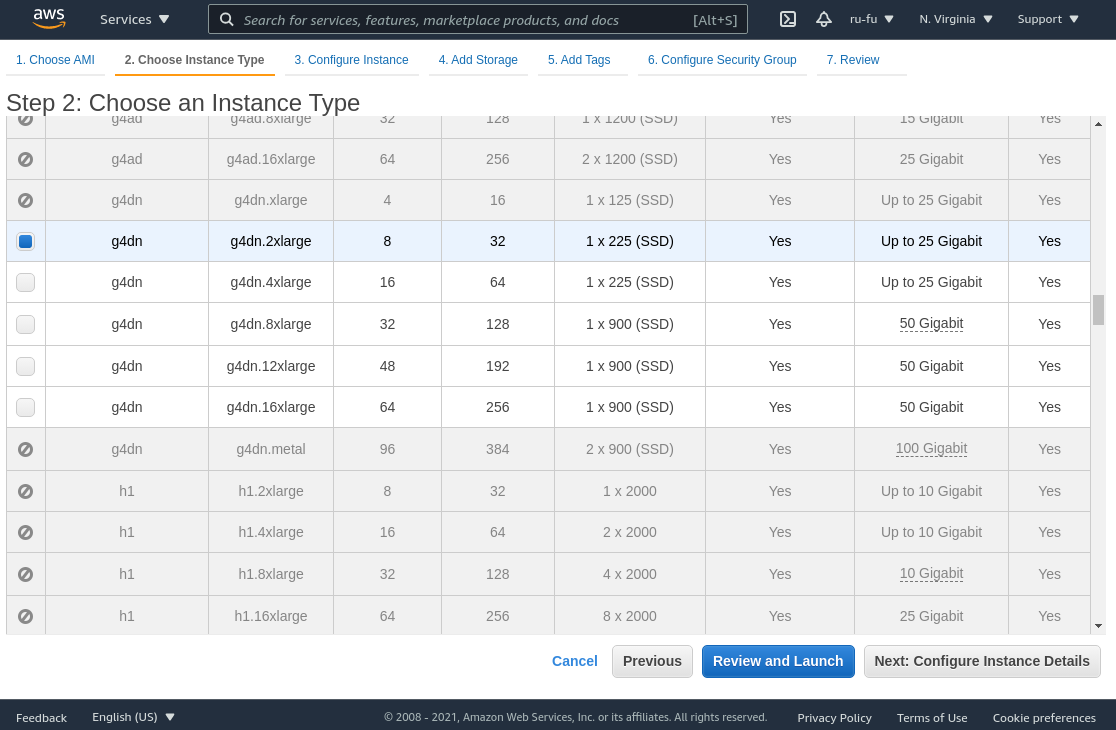 aws Services Search for services, features, marketplace products, and docs [Alt+S] ru-fu N. Virginia Support
1. Choose AMI 2. Choose Instance Type 3. Configure Instance 4. Add Storage 5. Add Tags 6. Configure Security Group 7. Review
Step 2: Choose an Instance Type
g4ad g4ad.8xlarge 32 128 1 x 1200 (SSD) Yes 15 Gigabit Yes
g4ad g4ad.16xlarge 64 256 2 x 1200 (SSD) Yes 25 Gigabit Yes
g4dn g4dn.xlarge 4 16 1 x 125 (SSD) Yes Up to 25 Gigabit Yes
g4dn g4dn.2xlarge 8 32 1 x 225 (SSD) Yes Up to 25 Gigabit Yes
g4dn g4dn.4xlarge 16 64 1 x 225 (SSD) Yes Up to 25 Gigabit Yes
g4dn g4dn.8xlarge 32 128 1 x 900 (SSD) Yes 50 Gigabit Yes
g4dn g4dn.12xlarge 48 192 1 x 900 (SSD) Yes 50 Gigabit Yes
g4dn g4dn.16xlarge 64 256 1 x 900 (SSD) Yes 50 Gigabit Yes
g4dn g4dn.metal 96 384 2 x 900 (SSD) Yes 100 Gigabit Yes
h1 h1.2xlarge 8 32 1 x 2000 Yes Up to 10 Gigabit Yes
h1 h1.4xlarge 16 64 2 x 2000 Yes Up to 10 Gigabit Yes
h1 h1.8xlarge 32 128 4 x 2000 Yes 10 Gigabit Yes
h1 h1.16xlarge 64 256 8 x 2000 Yes 25 Gigabit Yes
Cancel Previous Review and Launch Next: Configure Instance Details
Feedback English (US) © 2008 - 2021, Amazon Web Services, Inc. or its affiliates. All rights reserved. Privacy Policy Terms of Use Cookie preferences